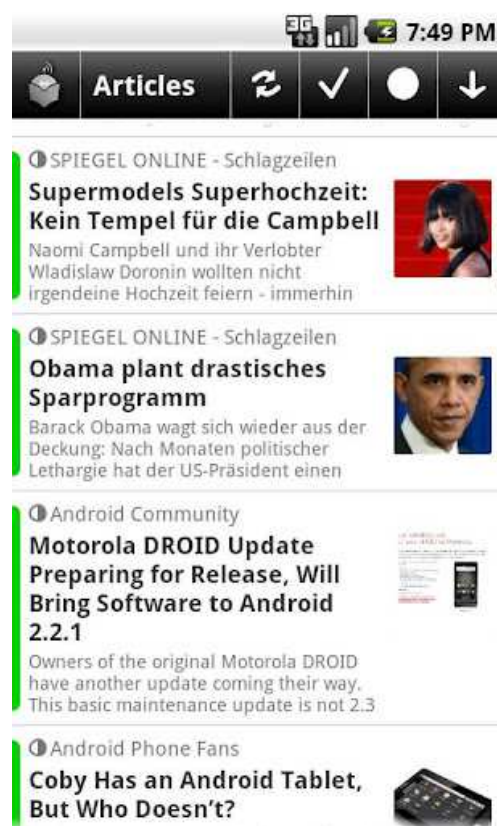 3G 7:49 PM
Articles
SPIEGEL ONLINE - Schlagzeilen
Supermodels Superhochzeit:
Kein Tempel für die Campbell
Naomi Campbell und ihr Verlobter
Wladislaw Doronin wollten nicht
irgendeine Hochzeit feiern - immerhin
SPIEGEL ONLINE - Schlagzeilen
Obama plant drastisches
Sparprogramm
Barack Obama wagt sich wieder aus der
Deckung: Nach Monaten politischer
Lethargie hat der US-Präsident einen
Android Community
Motorola DROID Update
Preparing for Release, Will
Bring Software to Android
2.2.1
Owners of the original Motorola DROID
have another update coming their way.
This basic maintenance update is not 2.3
Android Phone Fans
Coby Has an Android Tablet,
But Who Doesn't?